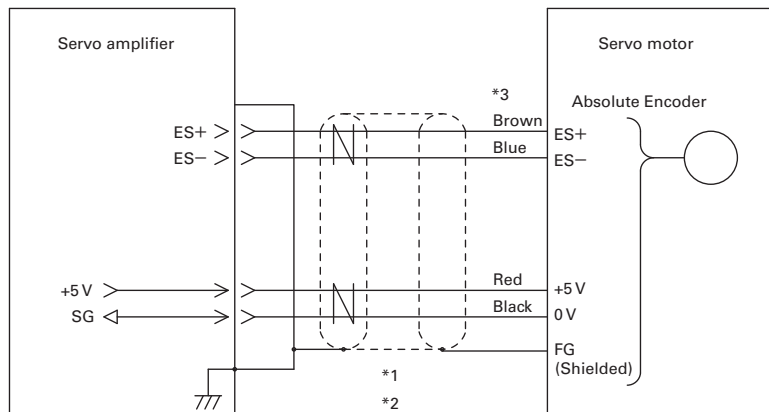 Servo amplifier
Servo motor
*3
Absolute Encoder
ES+
Brown
ES+
ES−
Blue
ES−
+5 V
Red
+5 V
SG
Black
0 V
FG
(Shielded)
*1
*2